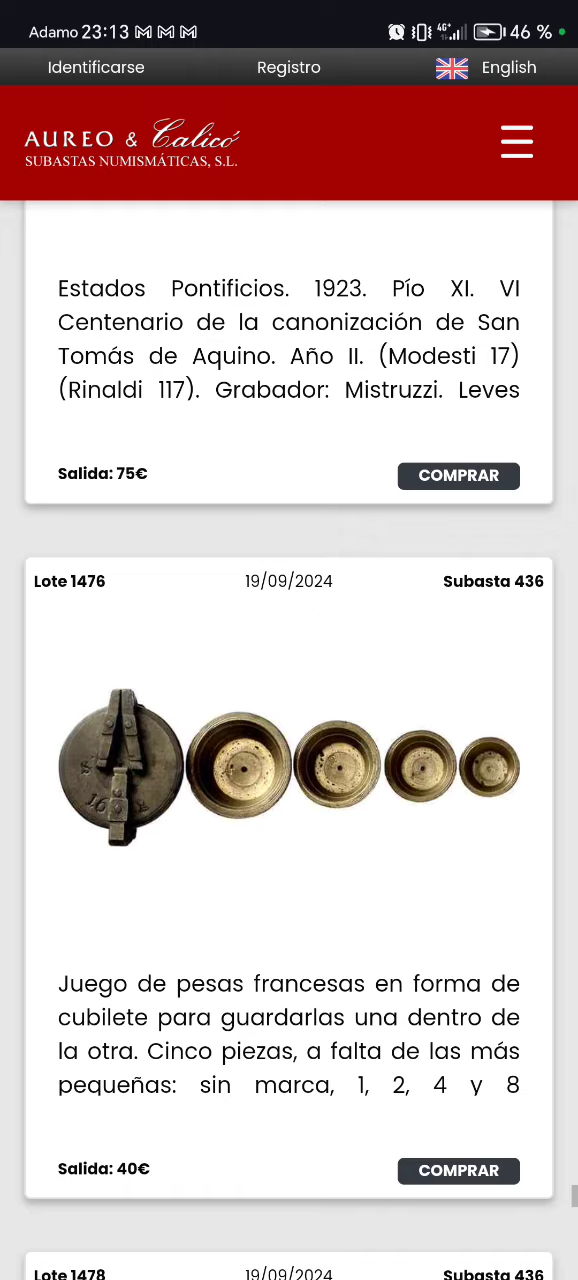 Adamo 23:13 46 %
Identificarse Registro English
AUREO & Calicó
SUBASTAS NUMISMÁTICAS, S.L.
Estados Pontificios. 1923. Pío XI. VI
Centenario de la canonización de San
Tomás de Aquino. Año II. (Modesti 17)
(Rinaldi 117). Grabador: Mistruzzi. Leves
Salida: 75€ COMPRAR
Lote 1476 19/09/2024 Subasta 436
16
Juego de pesas francesas en forma de
cubilete para guardarlas una dentro de
la otra. Cinco piezas, a falta de las más
pequeñas: sin marca, 1, 2, 4 y 8
Salida: 40€ COMPRAR
Lote 1478 19/09/2024 Subasta 436